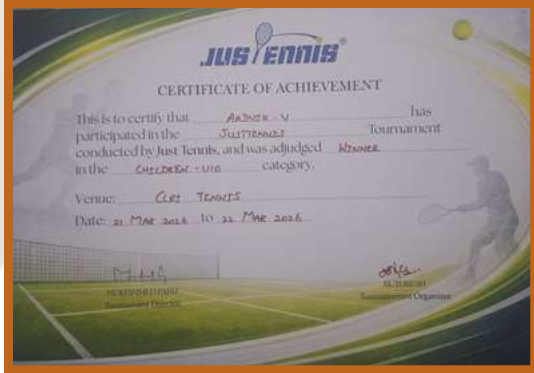 JUSTENNIS
CERTIFICATE OF ACHIEVEMENT
This is to certify that V has
participated in the JUSTTENNIS Tournament
conducted by Just Tennis, and was adjudged WINNER
in the CHILDREN - U10 category.
Venue: CLRI TENNIS
Date: 21 MAR 2026 to 22 MAR 2026
Tournament Director
Tournament Organizer